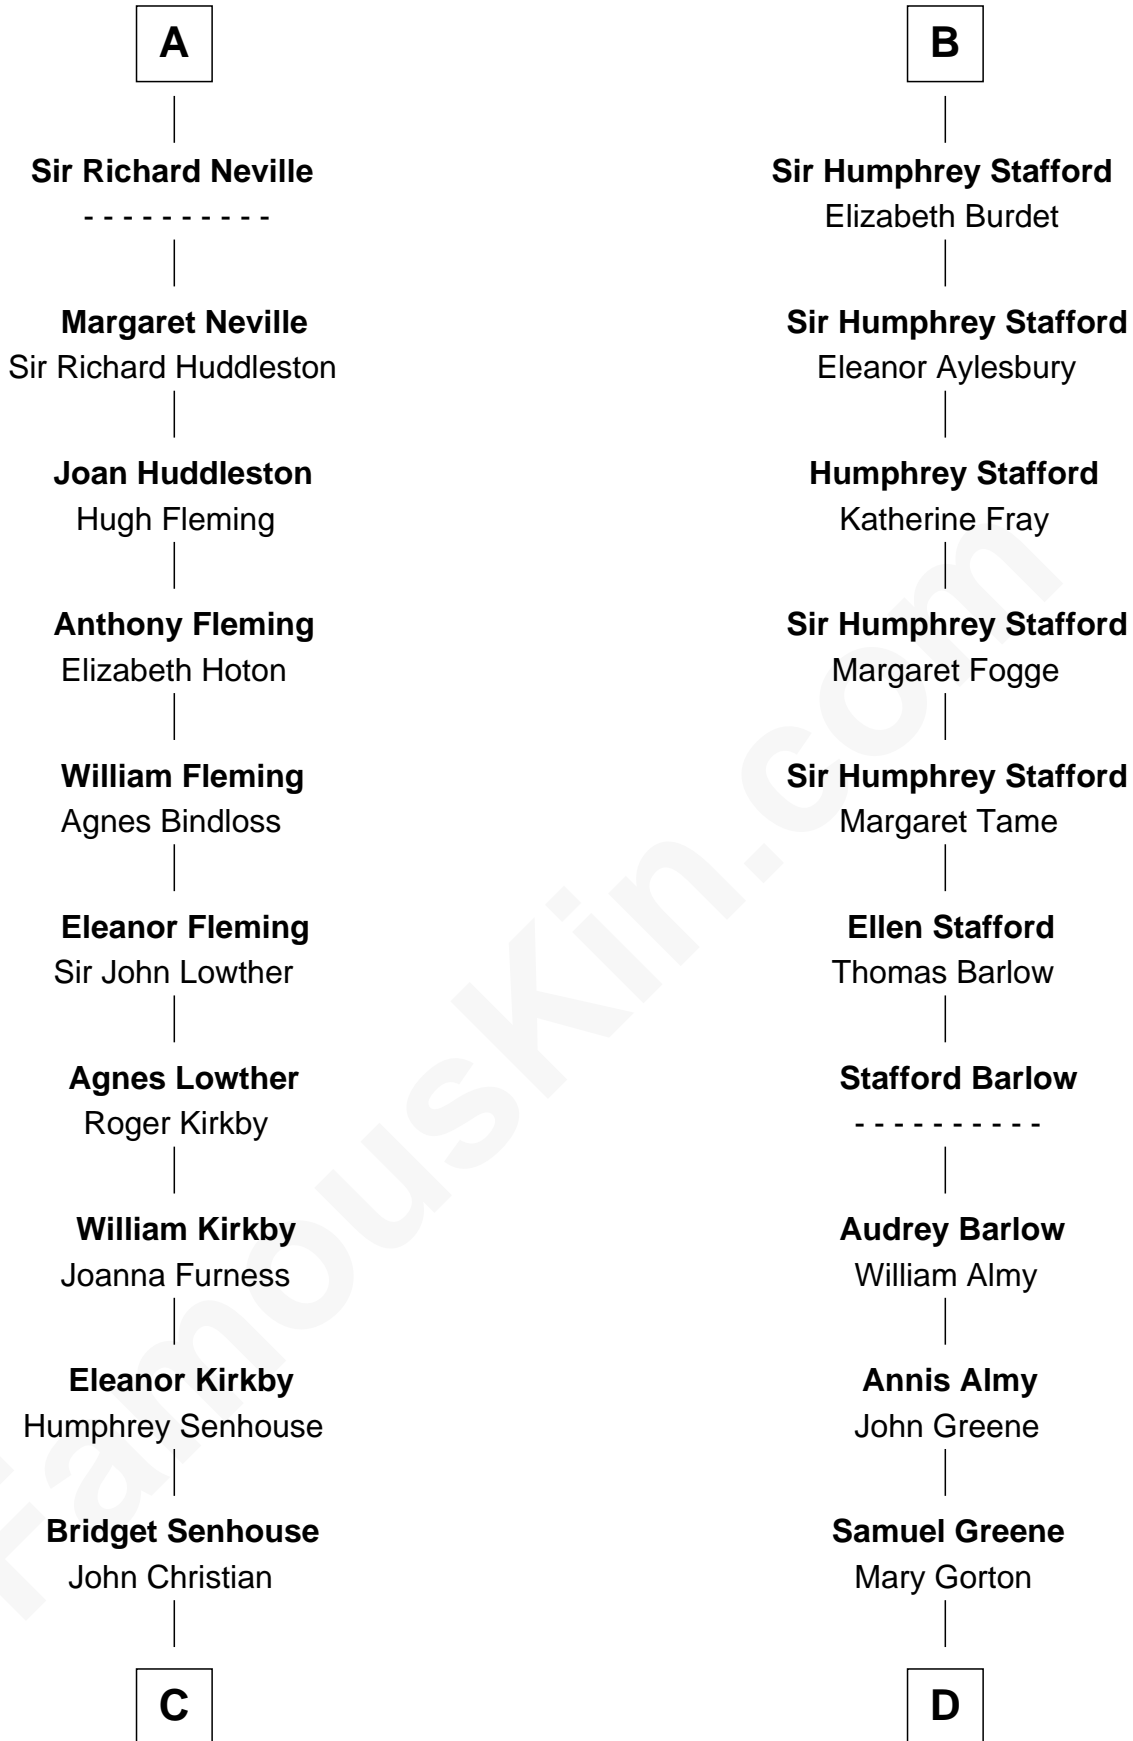 A
Sir Richard Neville
- - - - - - - - - -
Margaret Neville
Sir Richard Huddleston
Joan Huddleston
Hugh Fleming
Anthony Fleming
Elizabeth Hoton
William Fleming
Agnes Bindloss
Eleanor Fleming
Sir John Lowther
Agnes Lowther
Roger Kirkby
William Kirkby
Joanna Furness
Eleanor Kirkby
Humphrey Senhouse
Bridget Senhouse
John Christian
C
B
Sir Humphrey Stafford
Elizabeth Burdet
Sir Humphrey Stafford
Eleanor Aylesbury
Humphrey Stafford
Katherine Fray
Sir Humphrey Stafford
Margaret Fogge
Sir Humphrey Stafford
Margaret Tame
Ellen Stafford
Thomas Barlow
Stafford Barlow
- - - - - - - - - -
Audrey Barlow
William Almy
Annis Almy
John Greene
Samuel Greene
Mary Gorton
D
FamousKin.com